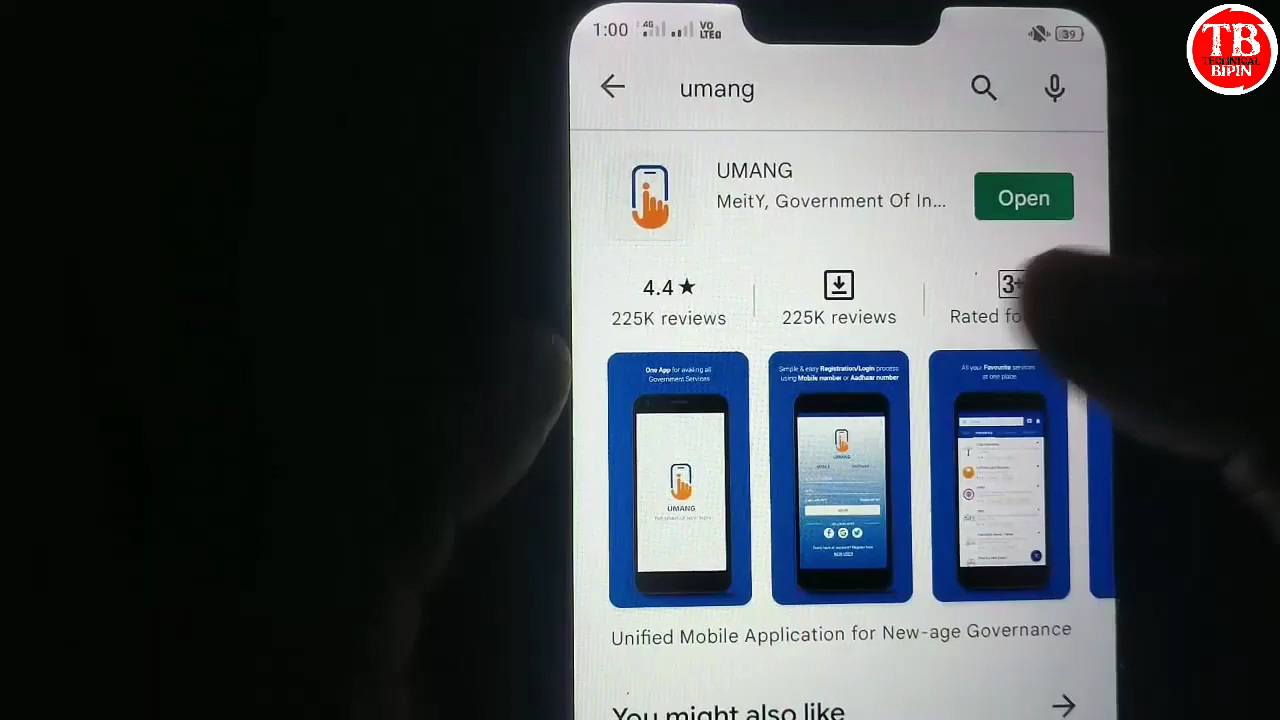 1:00 4G VO LTE 39
TB
TECHNICAL
BIPIN
umang
UMANG
MeitY, Government Of In...
Open
4.4★
225K reviews
225K reviews
3+
Rated fo
One App for availing all
Government Services
UMANG
Simple & easy Registration/Login process
using Mobile number or Aadhaar number
UMANG
All your Favourite services
at one place
Unified Mobile Application for New-age Governance
You might also like